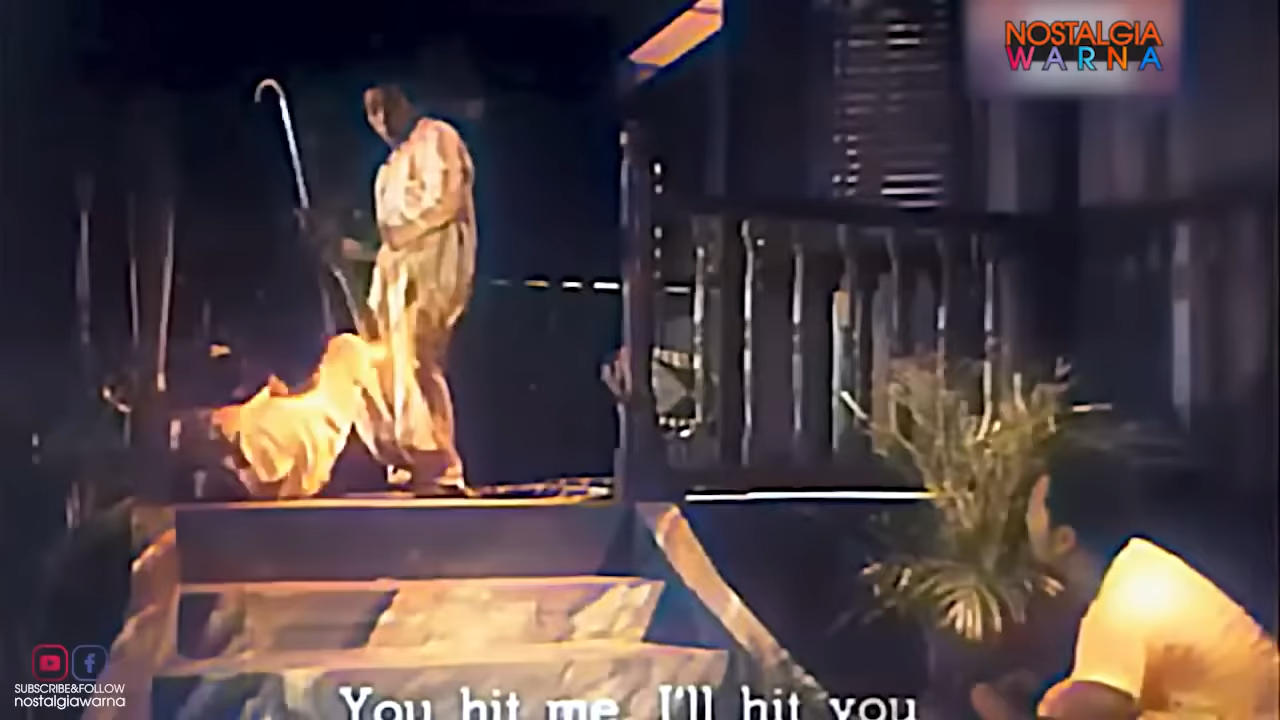 NOSTALGIA
WARNA
SUBSCRIBE&FOLLOW
nostalgiawarna
You hit me, I'll hit you